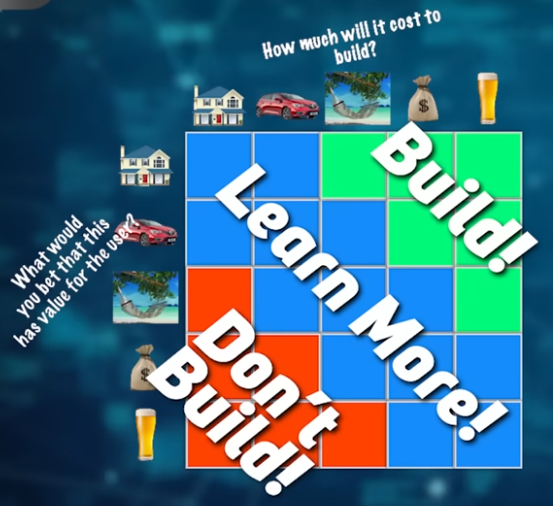 How much will it cost to
build?
What would
you bet that this
has value for the user?
$
$
Build!
Learn More!
Don't
Build!